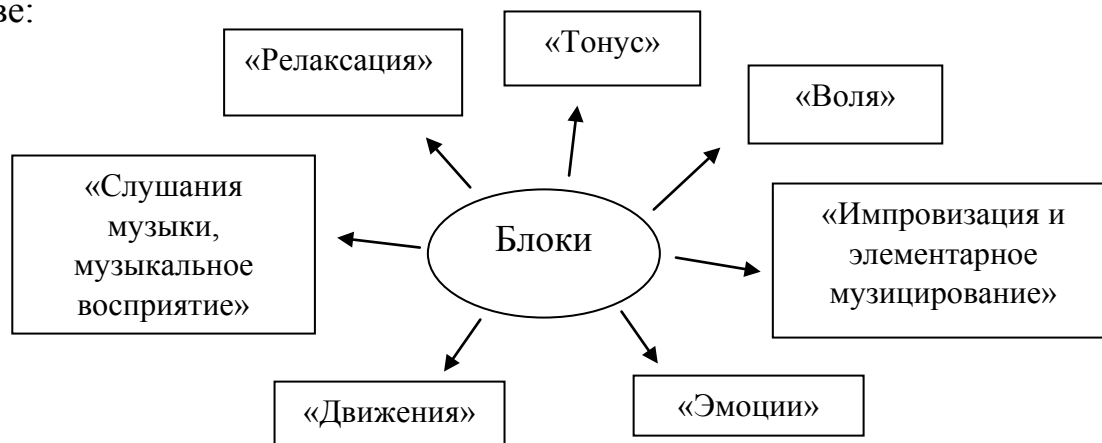 ве:
«Релаксация»
«Тонус»
«Воля»
«Слушания
музыки,
музыкальное
восприятие»
Блоки
«Импровизация и
элементарное
музицирование»
«Движения»
«Эмоции»